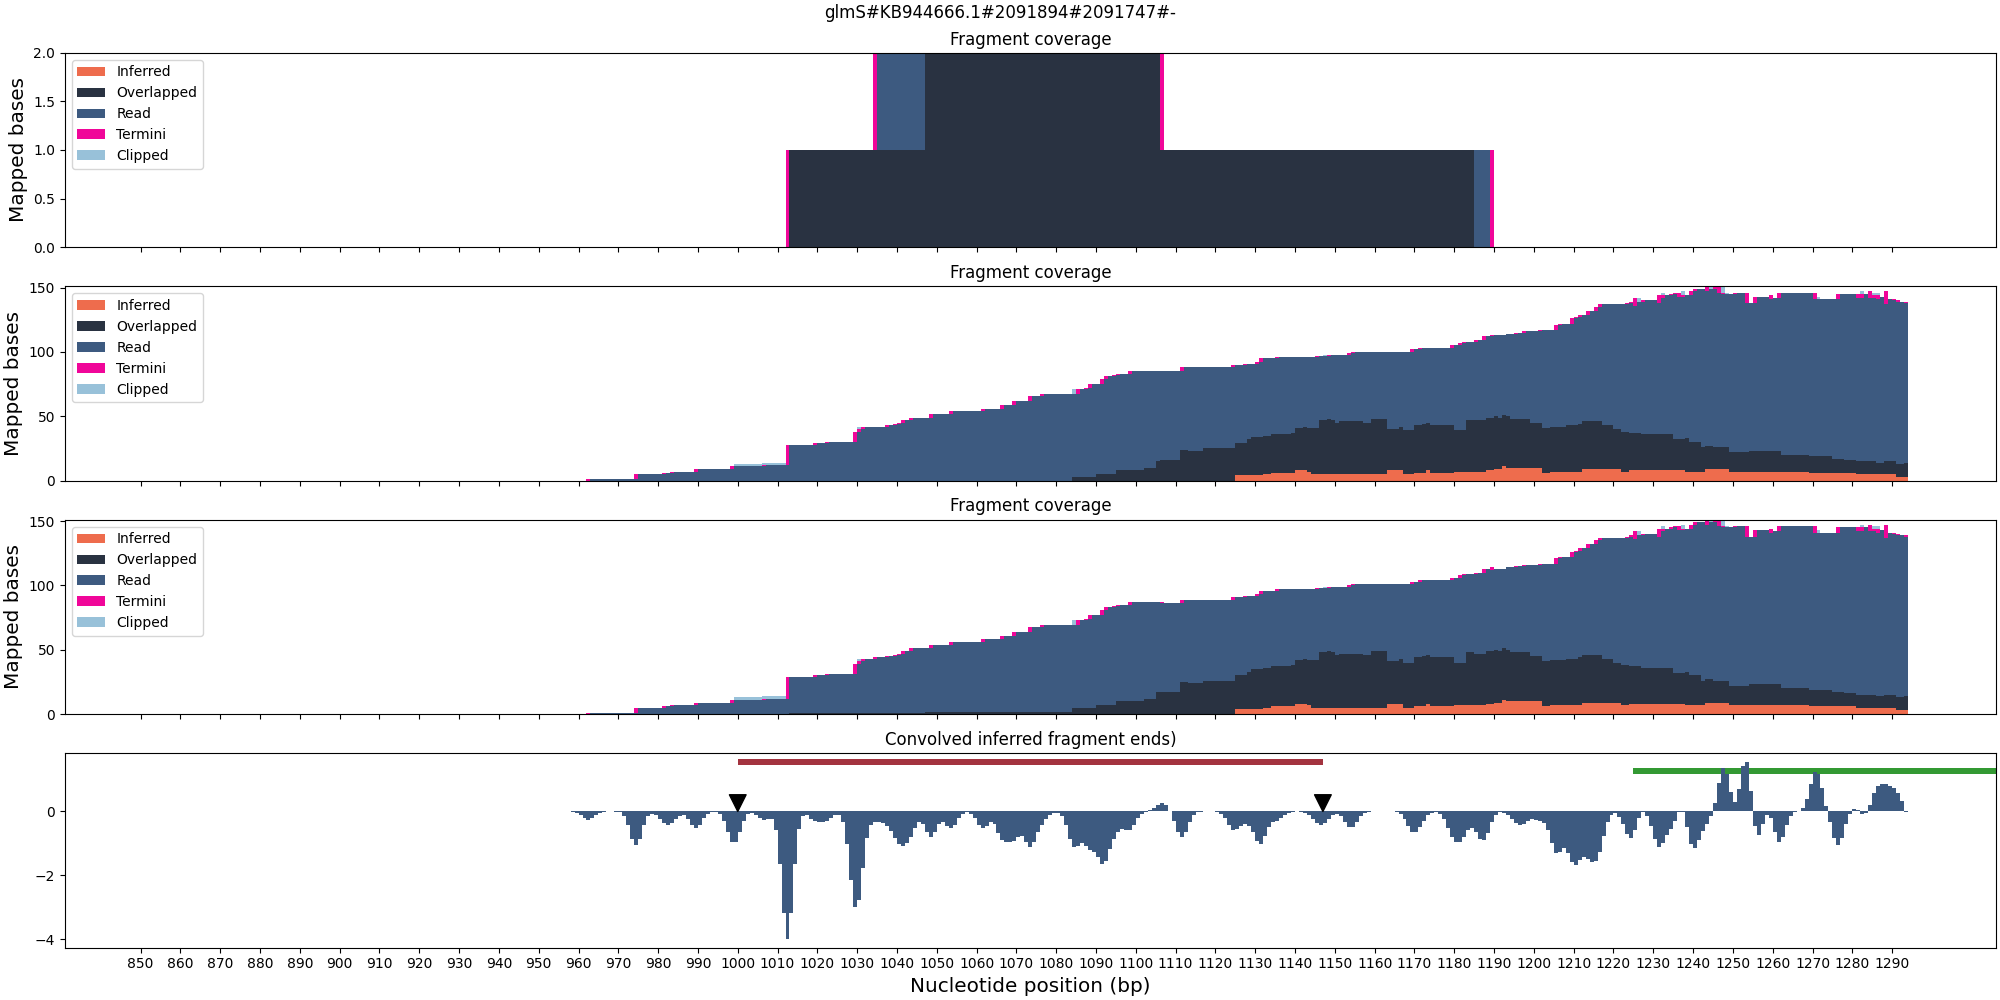 glmS#KB944666.1#2091894#2091747#-
Fragment coverage
Mapped bases
2.0
1.5
1.0
0.5
0.0
Inferred
Overlapped
Read
Termini
Clipped
Fragment coverage
Mapped bases
150
100
50
0
Inferred
Overlapped
Read
Termini
Clipped
Fragment coverage
Mapped bases
150
100
50
0
Inferred
Overlapped
Read
Termini
Clipped
Convolved inferred fragment ends)
0
−2
−4
850 860 870 880 890 900 910 920 930 940 950 960 970 980 990 1000 1010 1020 1030 1040 1050 1060 1070 1080 1090 1100 1110 1120 1130 1140 1150 1160 1170 1180 1190 1200 1210 1220 1230 1240 1250 1260 1270 1280 1290
Nucleotide position (bp)